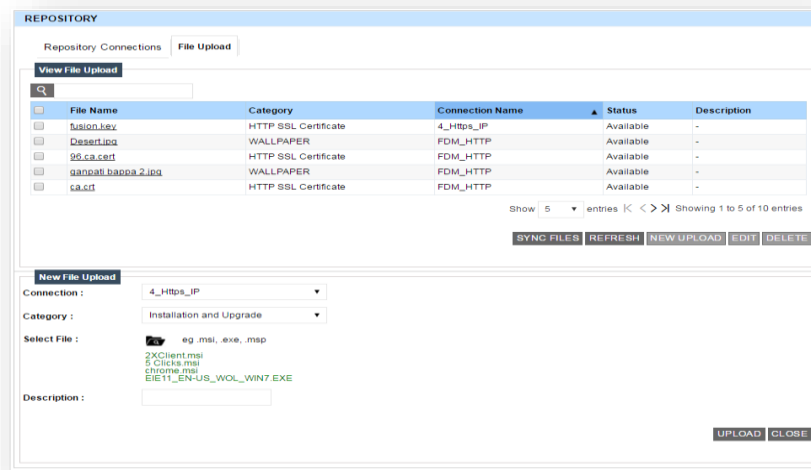 REPOSITORY
Repository Connections File Upload
View File Upload
File Name Category Connection Name Status Description
fusion.key HTTP SSL Certificate 4_Https_IP Available -
Desert.jpg WALLPAPER FDM_HTTP Available -
96.ca.cert HTTP SSL Certificate FDM_HTTP Available -
ganpati bappa 2.jpg WALLPAPER FDM_HTTP Available -
ca.crt HTTP SSL Certificate FDM_HTTP Available -
Show 5 entries Showing 1 to 5 of 10 entries
SYNC FILES REFRESH NEW UPLOAD EDIT DELETE
New File Upload
Connection : 4_Https_IP
Category : Installation and Upgrade
Select File : eg .msi, .exe, .msp
2XClient.msi
5 Clicks.msi
chrome.msi
EIE11_EN-US_WOL_WIN7.EXE
Description :
UPLOAD CLOSE